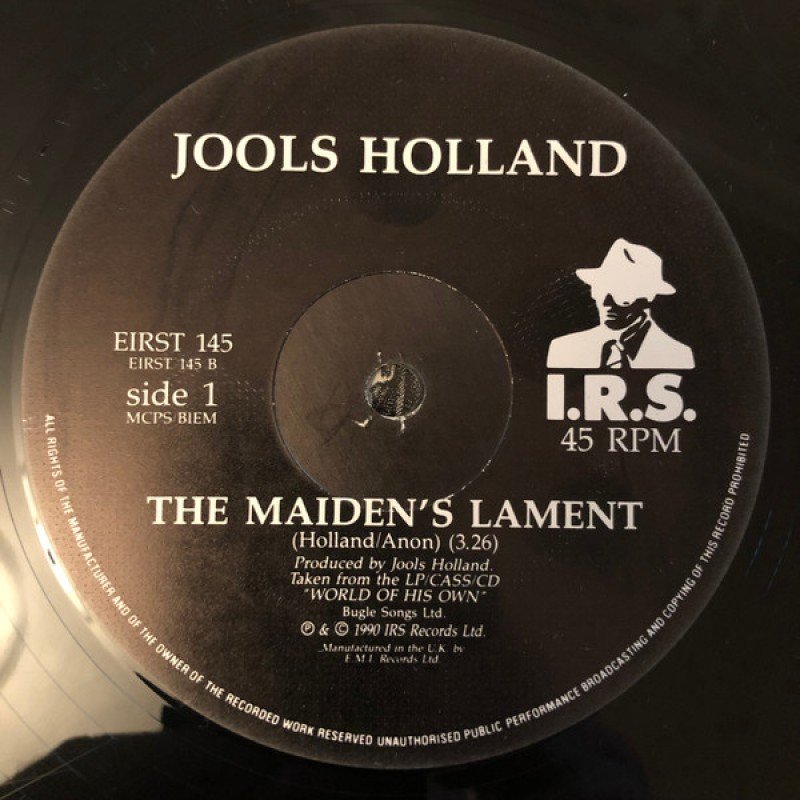 JOOLS HOLLAND
EIRST 145
EIRST 145 B
side 1
MCPS/BIEM
I.R.S.
45 RPM
THE MAIDEN'S LAMENT
(Holland/Anon) (3.26)
Produced by Jools Holland.
Taken from the LP/CASS/CD
"WORLD OF HIS OWN"
Bugle Songs Ltd.
℗ & © 1990 IRS Records Ltd.
Manufactured in the U.K. by
E.M.I. Records Ltd.
ALL RIGHTS OF THE MANUFACTURER AND OF THE OWNER OF THE RECORDED WORK RESERVED UNAUTHORISED PUBLIC PERFORMANCE BROADCASTING AND COPYING OF THIS RECORD PROHIBITED